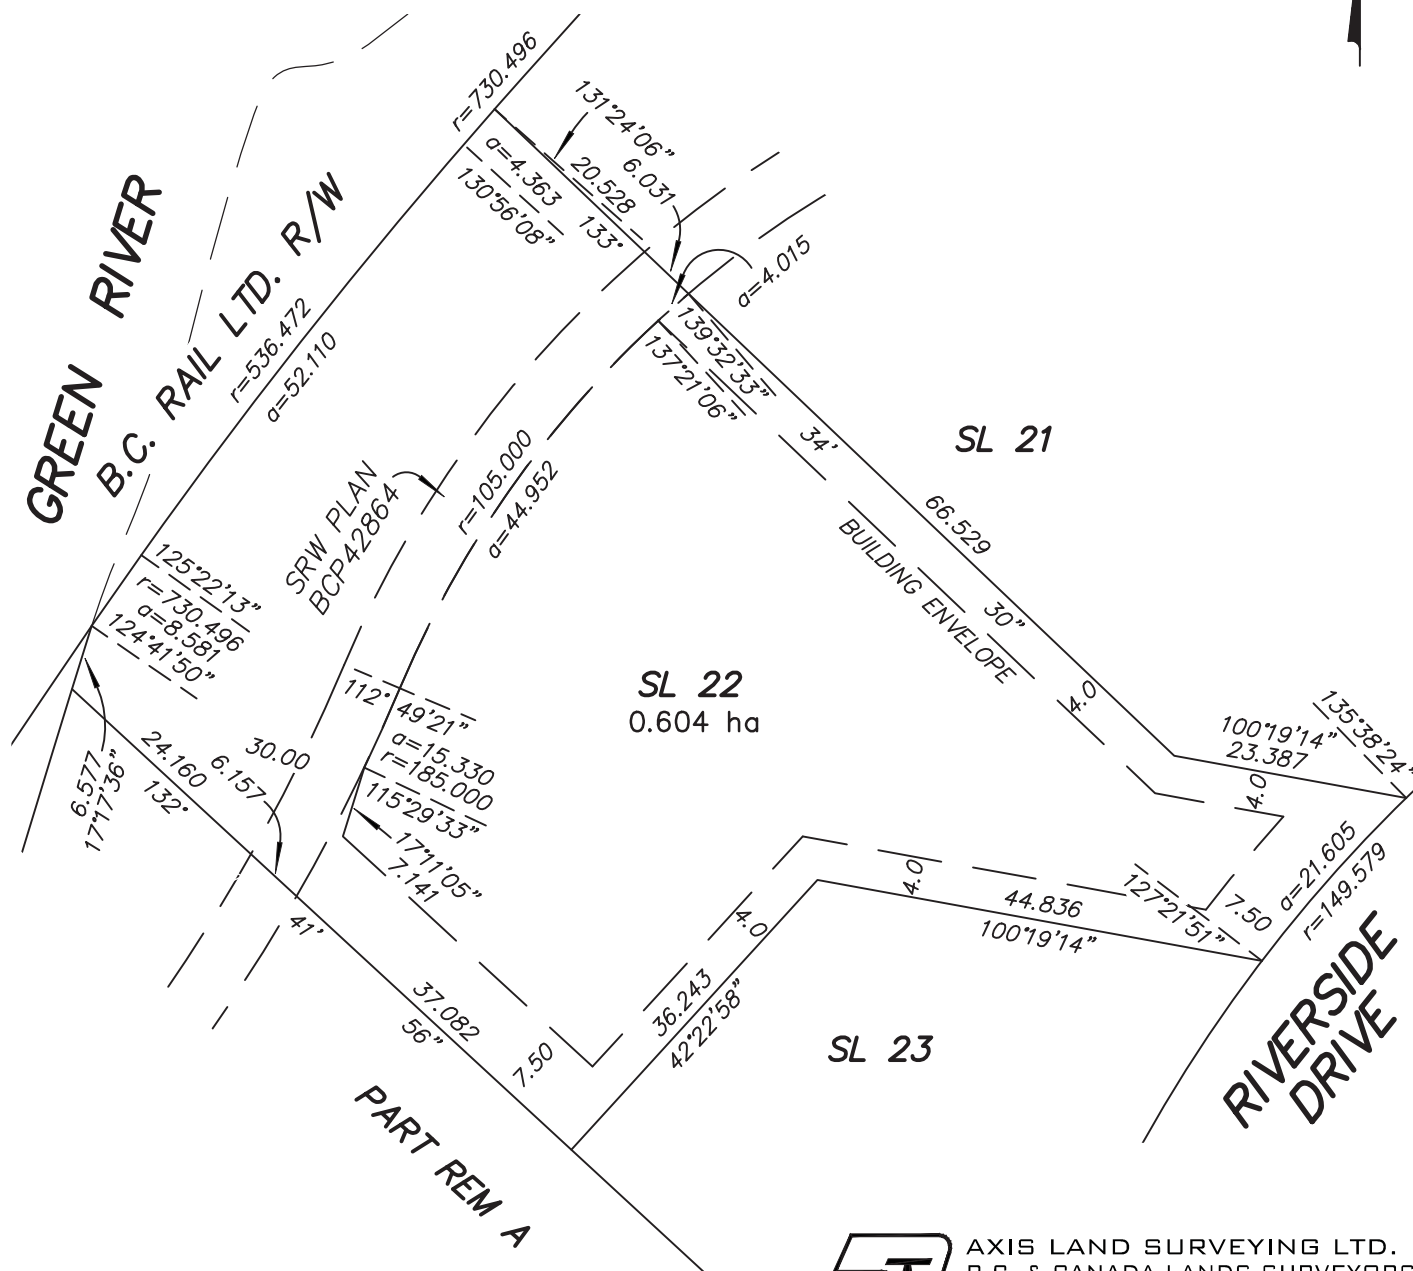 r=730.496
131°24'06"
6.031
20.528
a=4.363
130°56'08"
133°
a=4.015
GREEN RIVER
B.C. RAIL LTD. R/W
r=536.472
a=52.110
139°32'33"
137°21'06"
34'
SL 21
66.529
30"
BUILDING ENVELOPE
4.0
SRW PLAN
BCP42864
r=105.000
a=44.952
125°22'13"
r=730.496
a=8.581
124°41'50"
SL 22
0.604 ha
112°
49'21"
a=15.330
r=185.000
115°29'33"
17°11'05"
7.141
30.00
6.157
24.160
132°
6.577
17°17'36"
41'
37.082
56"
7.50
36.243
42°22'58"
4.0
4.0
44.836
100°19'14"
127°21'51"
7.50
4.0
100°19'14"
23.387
135°38'24"
a=21.605
r=149.579
RIVERSIDE
DRIVE
SL 23
PART REM A
AXIS LAND SURVEYING LTD.
B.C. & CANADA LANDS SURVEYORS